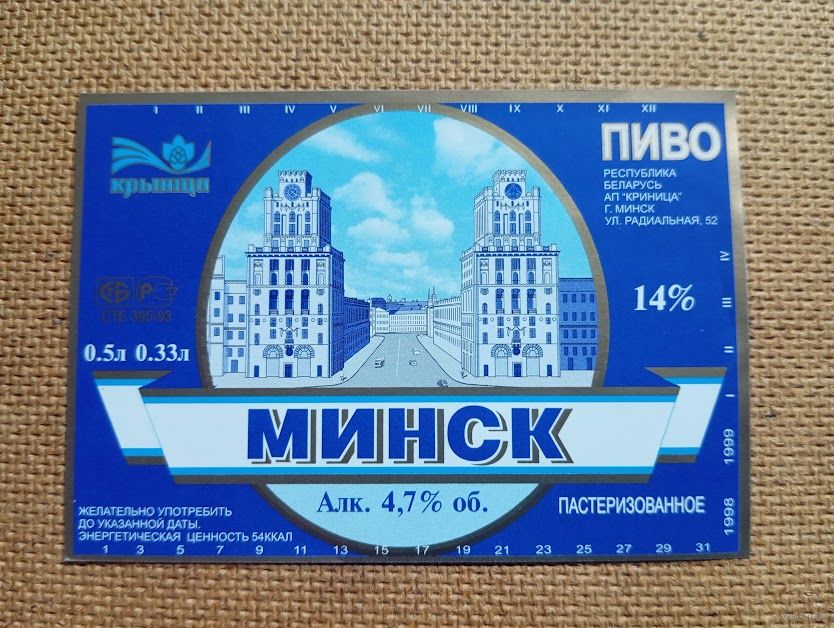 I II III IV V VI VII VIII IX X XI XII
крынiца
ПИВО
РЕСПУБЛИКА
БЕЛАРУСЬ
АП "КРИНИЦА"
Г. МИНСК
УЛ. РАДИАЛЬНАЯ, 52
СТБ 395-93
14%
0.5л 0.33л
МИНСК
Алк. 4,7% об.
ПАСТЕРИЗОВАННОЕ
ЖЕЛАТЕЛЬНО УПОТРЕБИТЬ
ДО УКАЗАННОЙ ДАТЫ.
ЭНЕРГЕТИЧЕСКАЯ ЦЕННОСТЬ 54ККАЛ
1 3 5 7 9 11 13 15 17 19 21 23 25 27 29 31
1998 1999 I II III IV